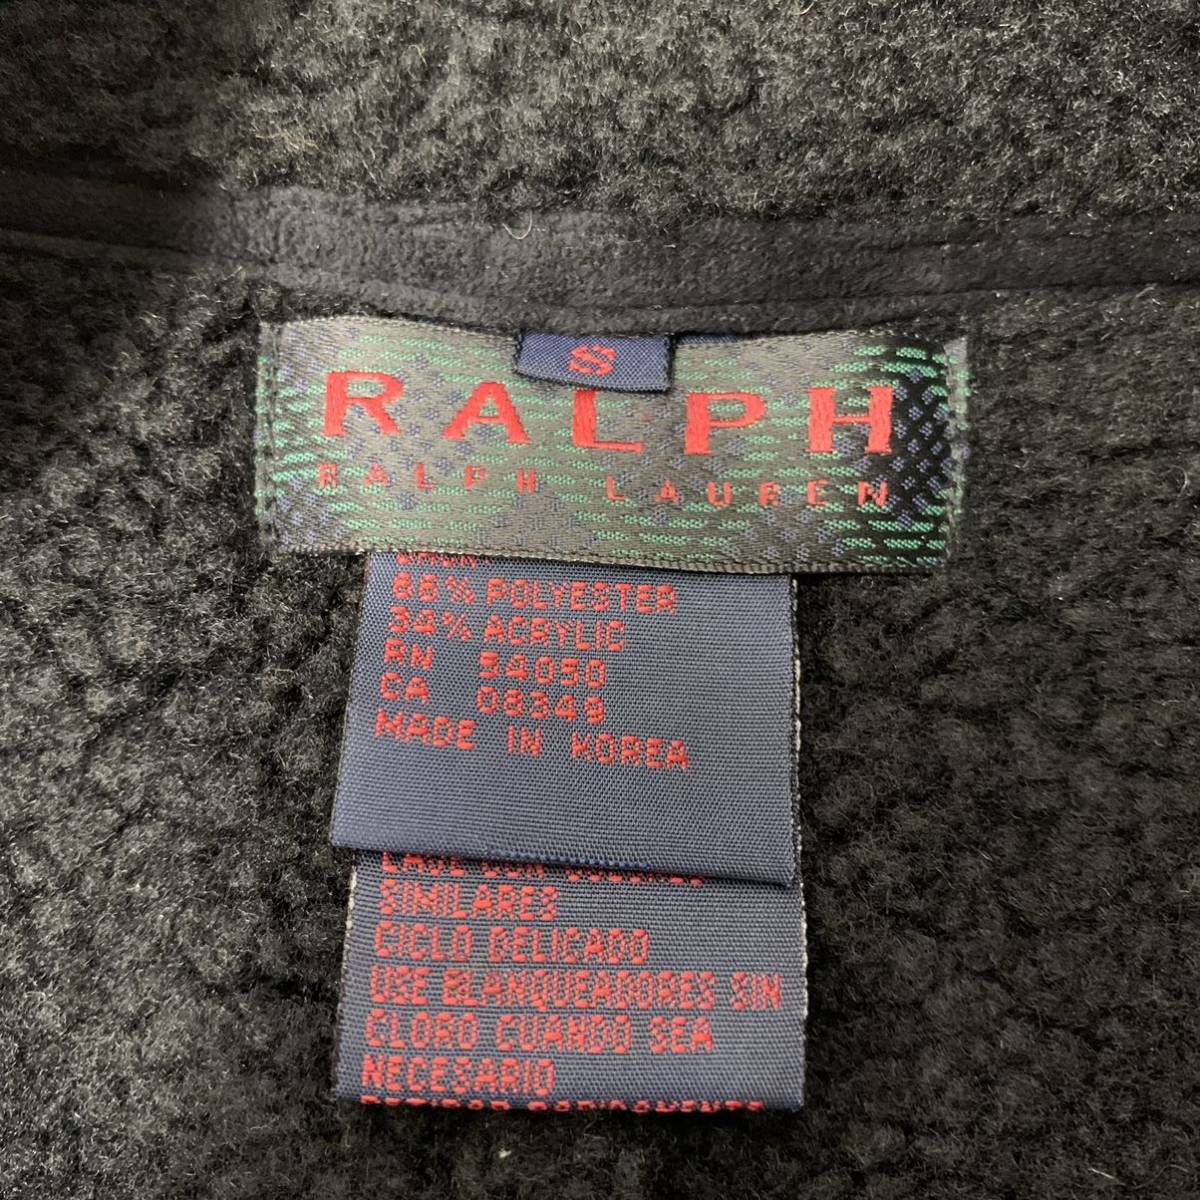 S
RALPH
RALPH LAUREN
66% POLYESTER
34% ACRYLIC
RN 54050
CA 08349
MADE IN KOREA
SIMILARES
CICLO DELICADO
USE BLANQUEADORES SIN
CLORO CUANDO SEA
NECESARIO